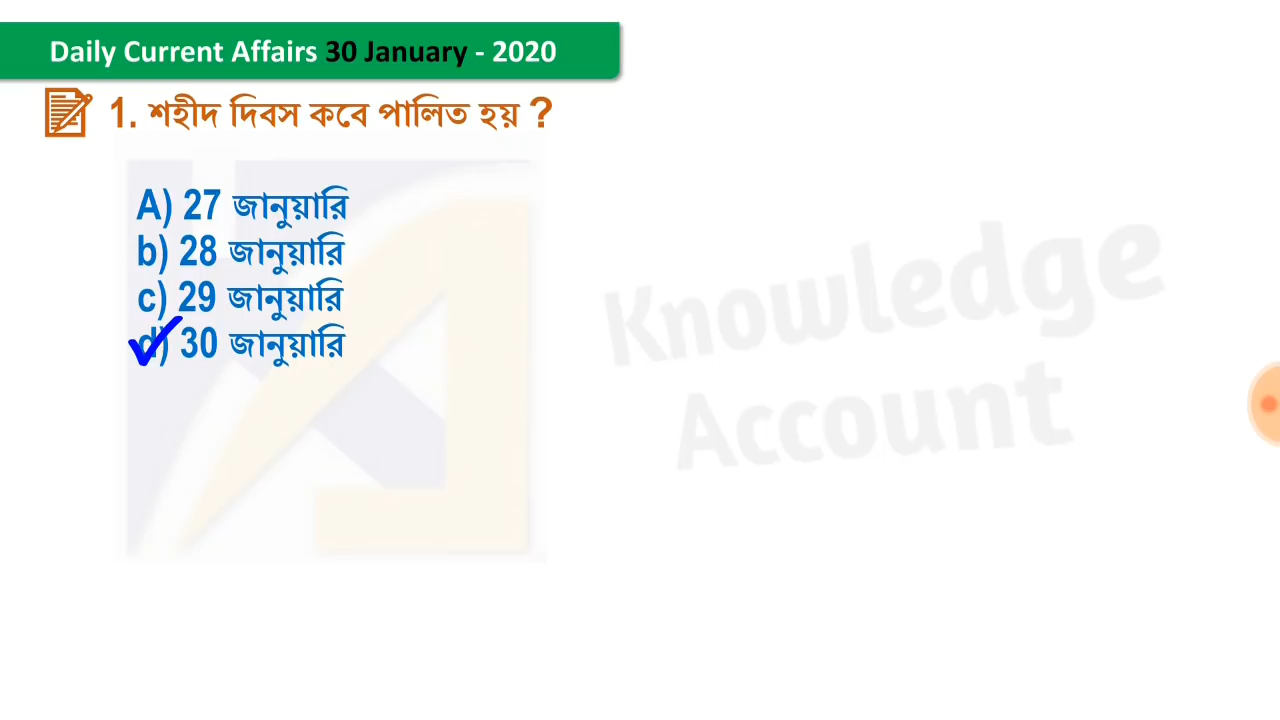 Daily Current Affairs 30 January - 2020
1. শহীদ দিবস কবে পালিত হয় ?
A) 27 জানুয়ারি
b) 28 জানুয়ারি
c) 29 জানুয়ারি
d) 30 জানুয়ারি
Knowledge
Account